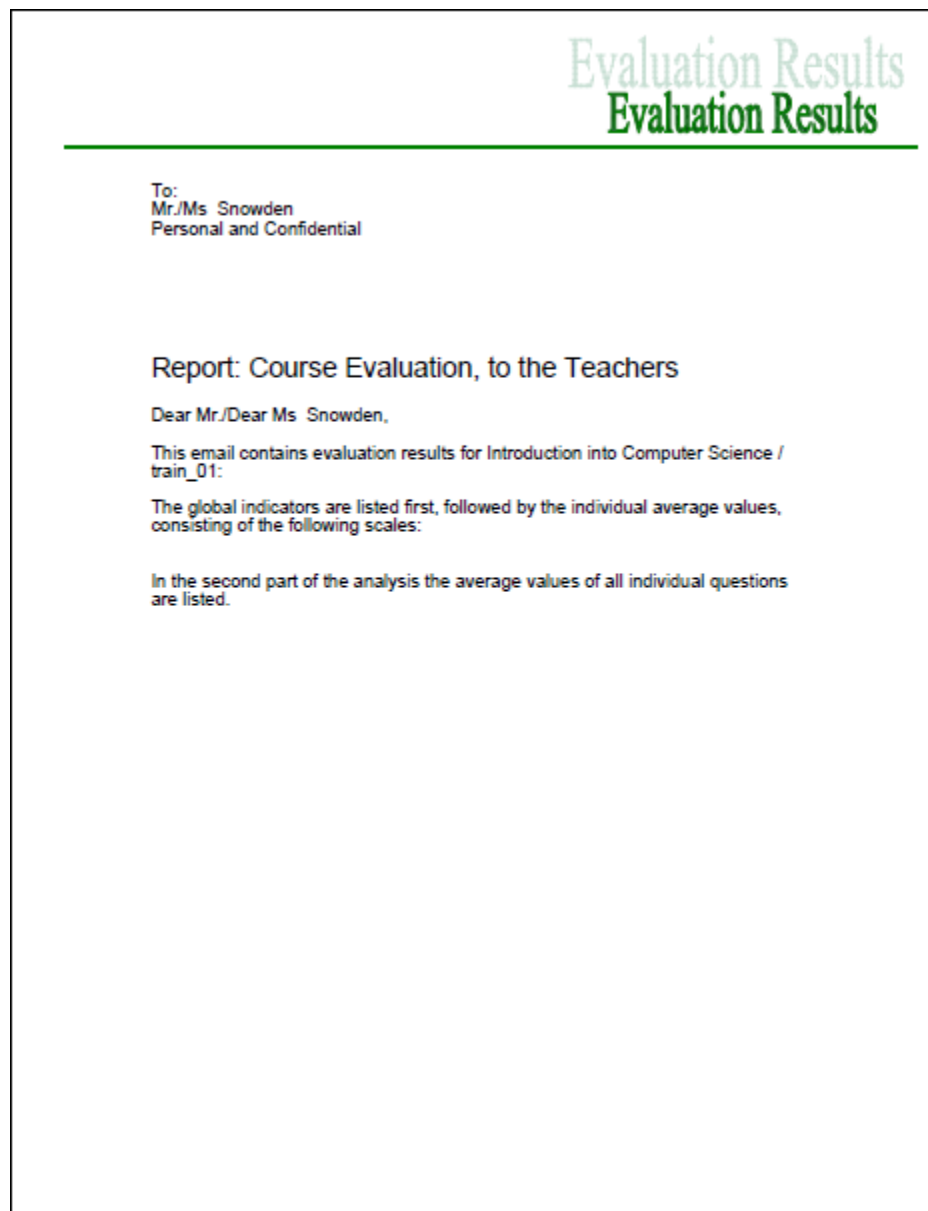 Evaluation Results
Evaluation Results
To:
Mr./Ms Snowden
Personal and Confidential
Report: Course Evaluation, to the Teachers
Dear Mr./Dear Ms Snowden,
This email contains evaluation results for Introduction into Computer Science /
train_01:
The global indicators are listed first, followed by the individual average values,
consisting of the following scales:
In the second part of the analysis the average values of all individual questions
are listed.